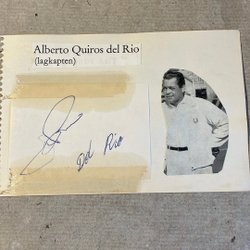 Alberto Quiros del Rio
(lagkapten)
Del Rio